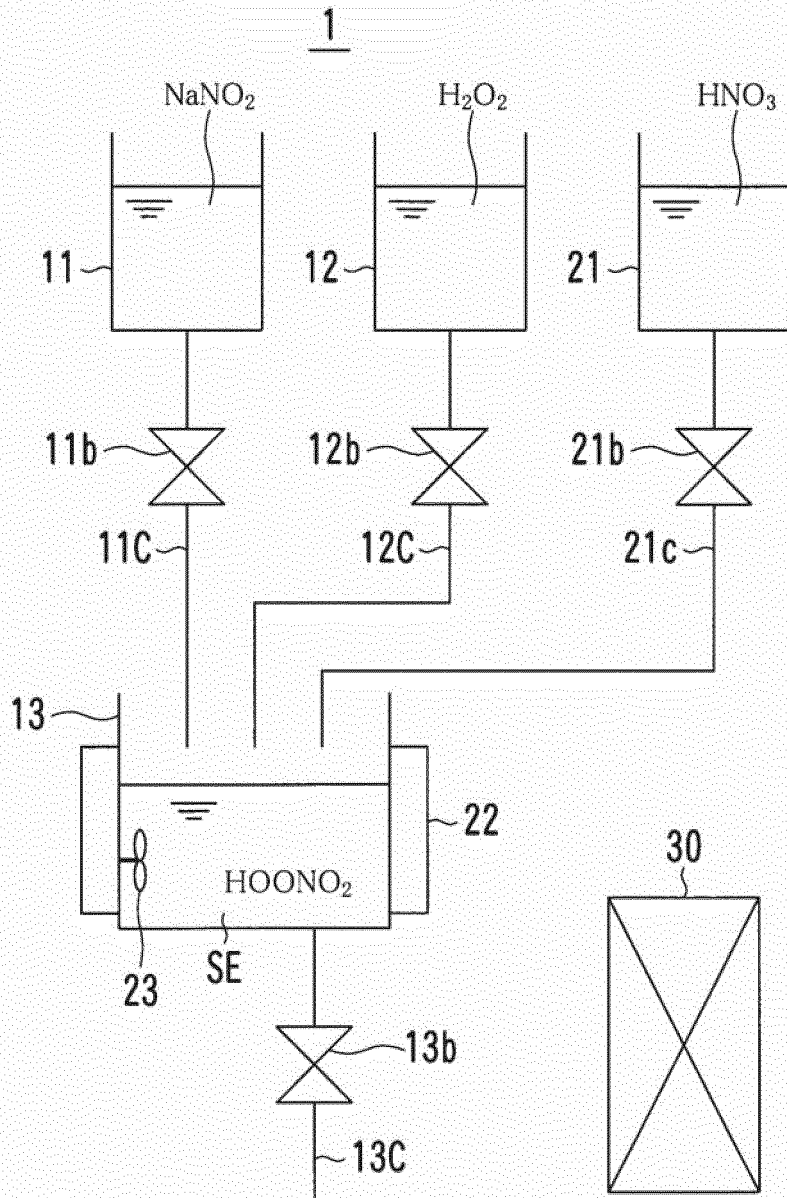 1
NaNO₂ H₂O₂ HNO₃
11 12 21
11b 12b 21b
11C 12C 21c
13
22
HOONO₂
30
23 SE
13b
13C